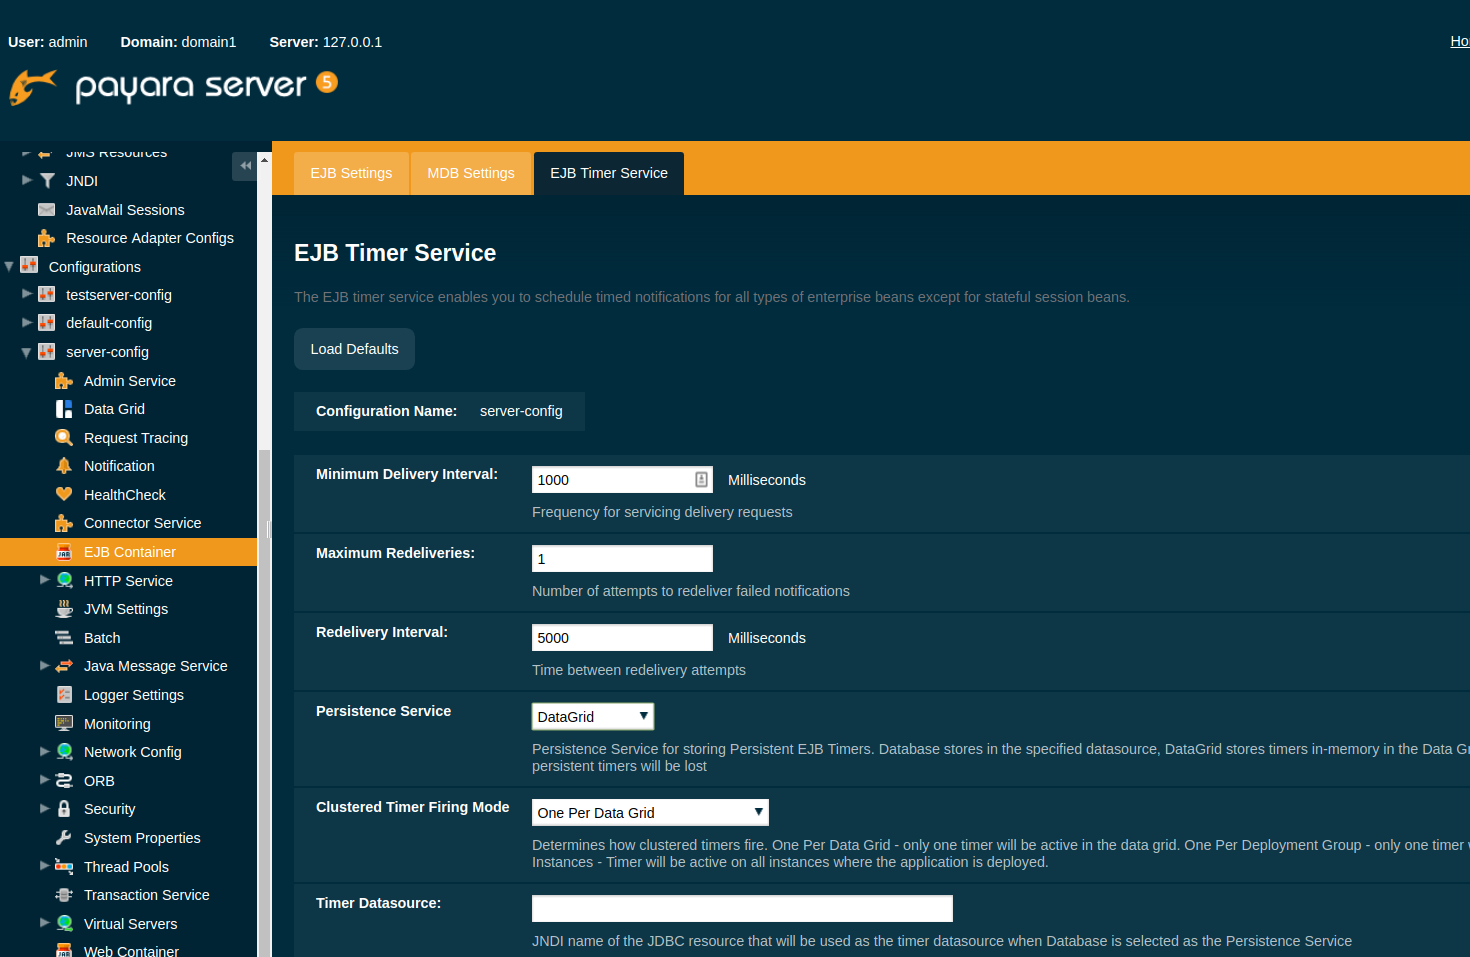 User: admin Domain: domain1 Server: 127.0.0.1
payara server 5
JMS Resources
JNDI
JavaMail Sessions
Resource Adapter Configs
Configurations
testserver-config
default-config
server-config
Admin Service
Data Grid
Request Tracing
Notification
HealthCheck
Connector Service
EJB Container
HTTP Service
JVM Settings
Batch
Java Message Service
Logger Settings
Monitoring
Network Config
ORB
Security
System Properties
Thread Pools
Transaction Service
Virtual Servers
Web Container
EJB Settings MDB Settings EJB Timer Service
EJB Timer Service
The EJB timer service enables you to schedule timed notifications for all types of enterprise beans except for stateful session beans.
Load Defaults
Configuration Name: server-config
Minimum Delivery Interval: 1000 Milliseconds
Frequency for servicing delivery requests
Maximum Redeliveries: 1
Number of attempts to redeliver failed notifications
Redelivery Interval: 5000 Milliseconds
Time between redelivery attempts
Persistence Service DataGrid
Persistence Service for storing Persistent EJB Timers. Database stores in the specified datasource, DataGrid stores timers in-memory in the Data
persistent timers will be lost
Clustered Timer Firing Mode One Per Data Grid
Determines how clustered timers fire. One Per Data Grid - only one timer will be active in the data grid. One Per Deployment Group - only one timer
Instances - Timer will be active on all instances where the application is deployed.
Timer Datasource:
JNDI name of the JDBC resource that will be used as the timer datasource when Database is selected as the Persistence Service